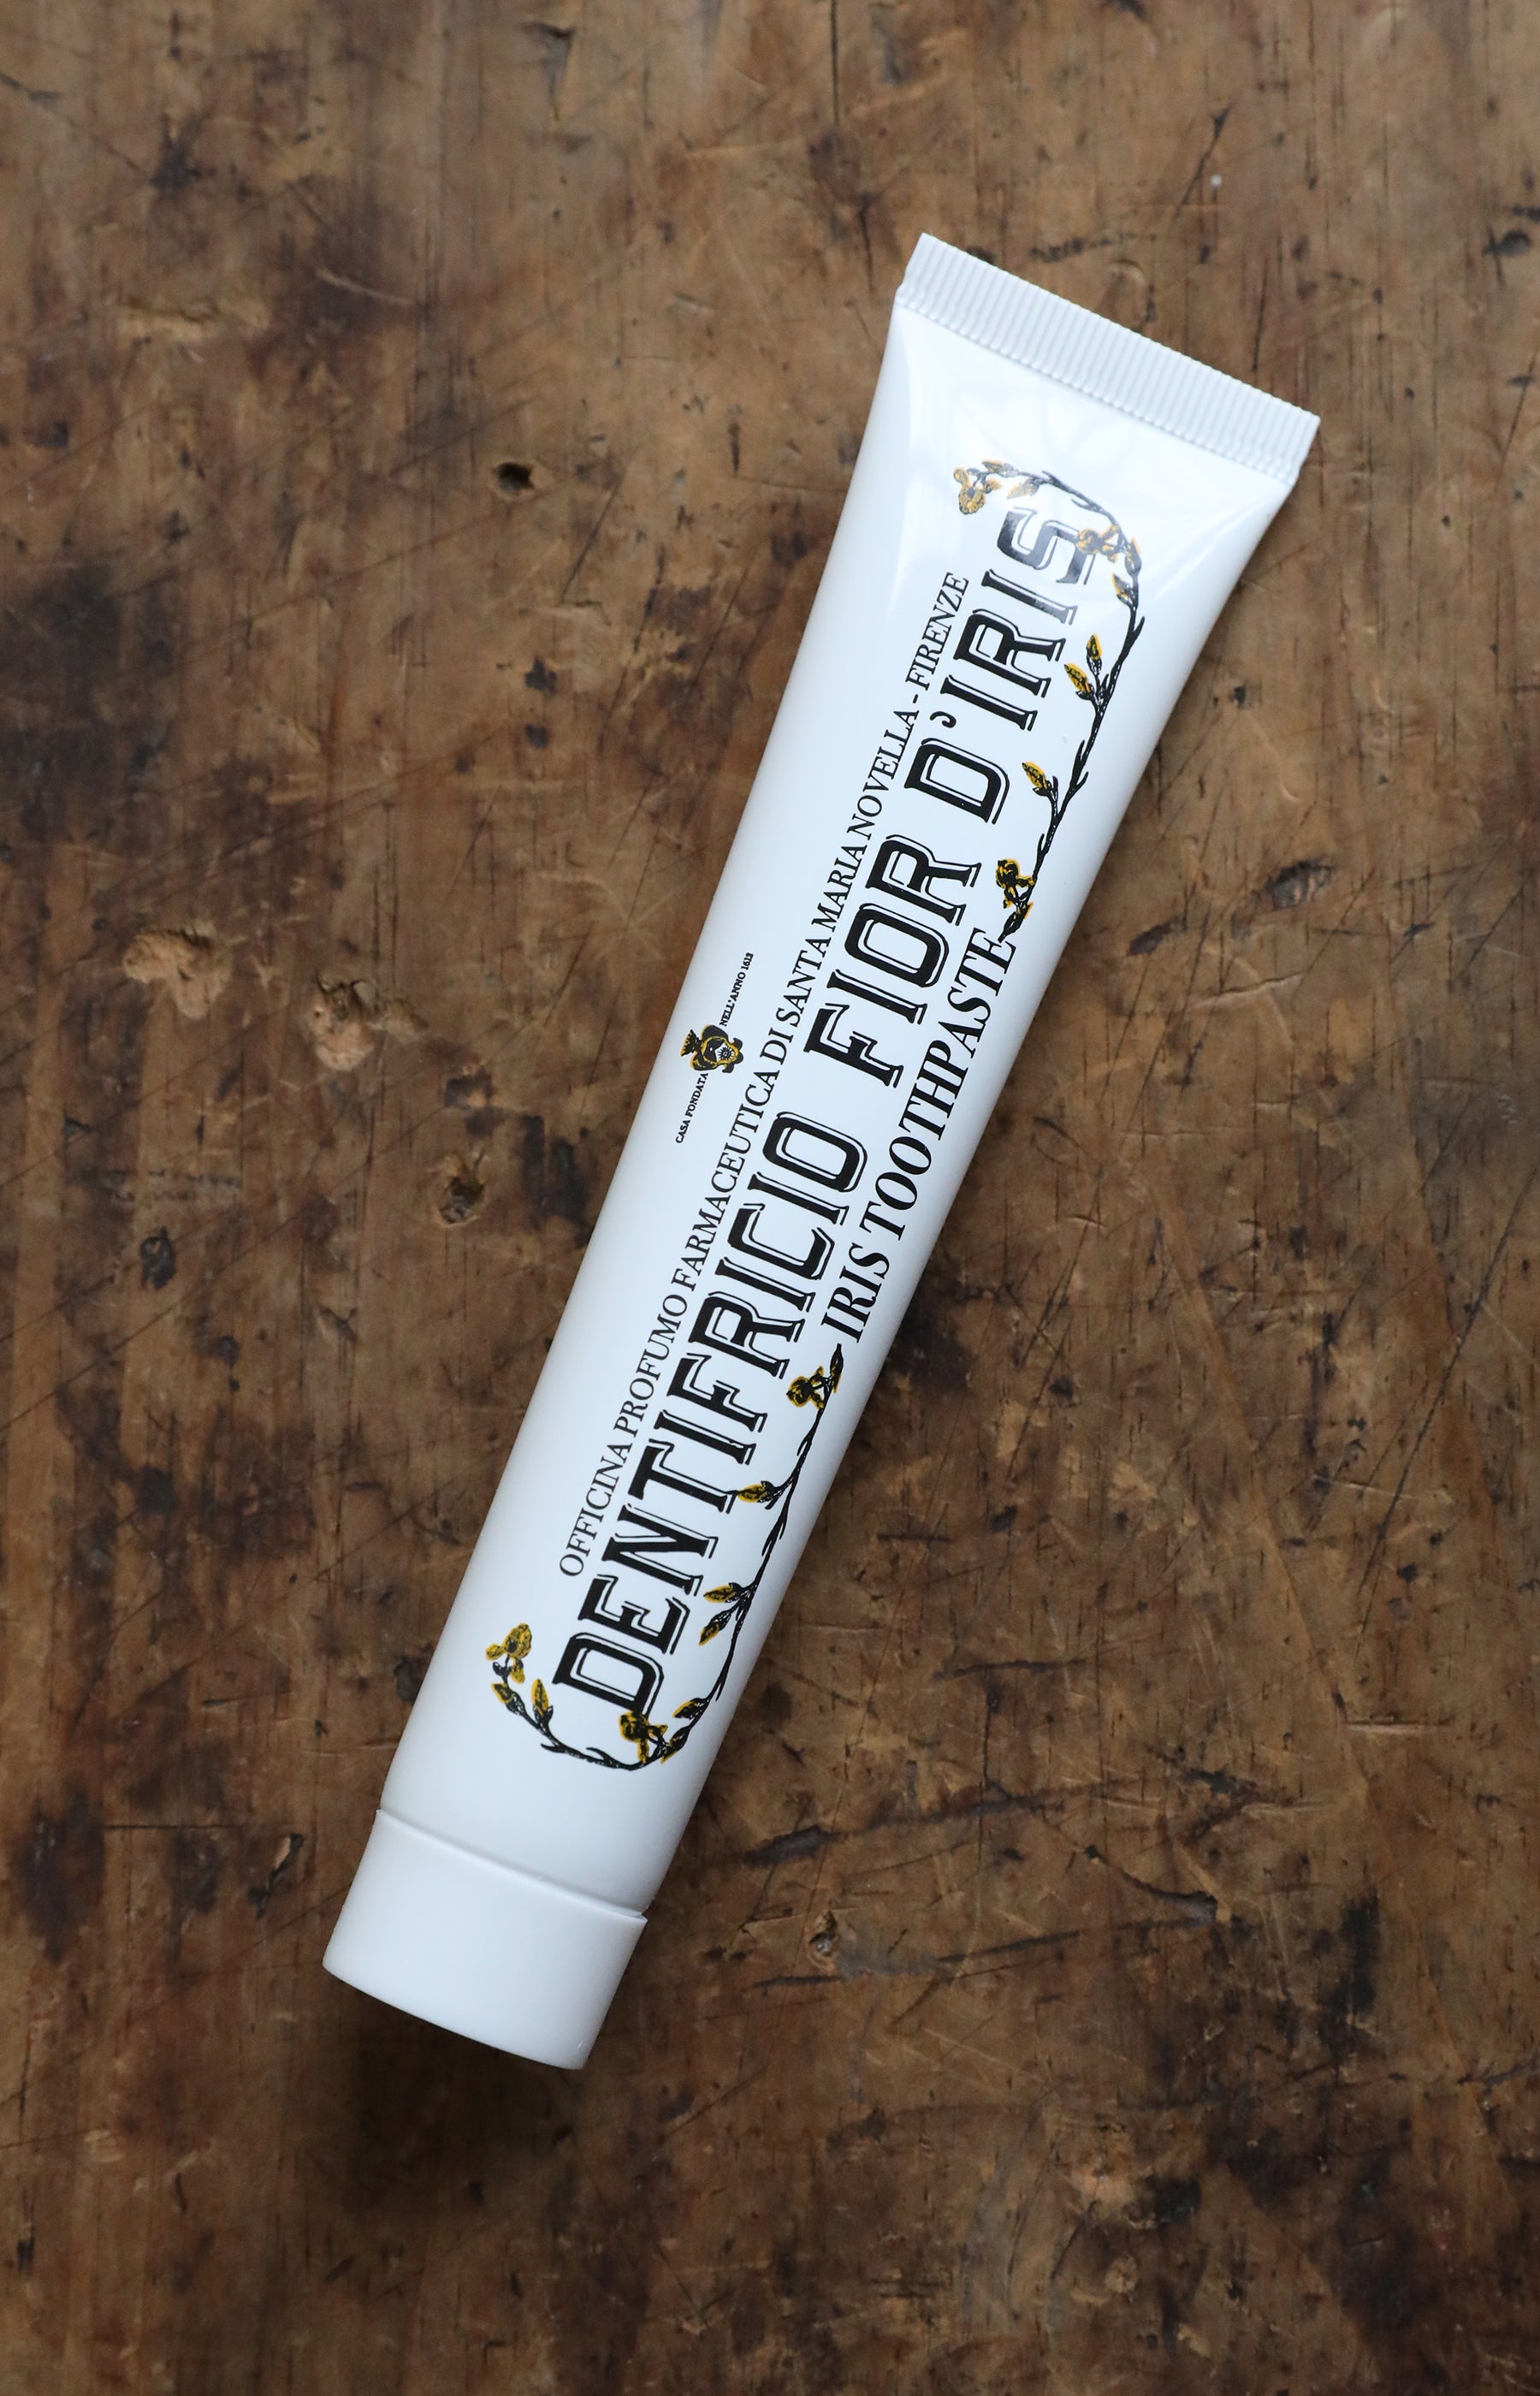 CASA FONDATA NELL'ANNO 1612
OFFICINA PROFUMO FARMACEUTICA DI SANTA MARIA NOVELLA - FIRENZE
DENTIFRICIO FIOR D'IRIS
IRIS TOOTHPASTE